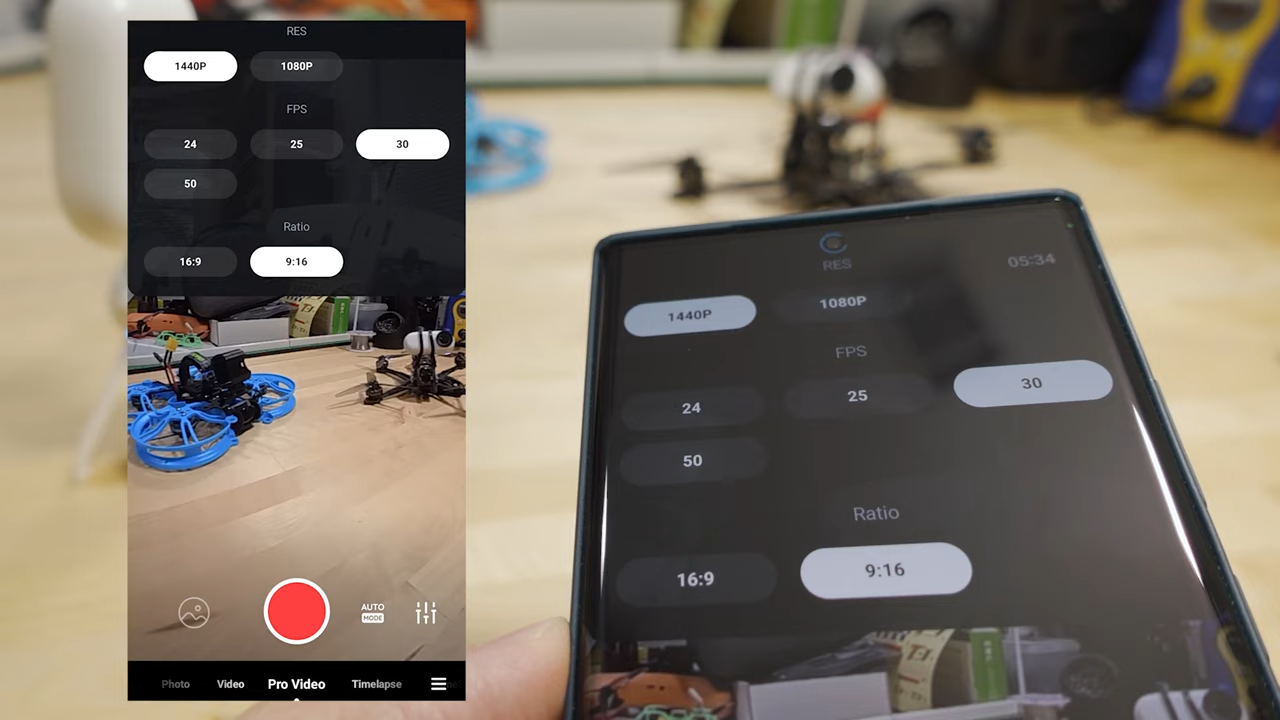 RES
1440P 1080P
FPS
24 25 30
50
Ratio
16:9 9:16
AUTO
MODE
Photo Video Pro Video Timelapse
RES
05:34
1440P 1080P
FPS
24 25 30
50
Ratio
16:9 9:16